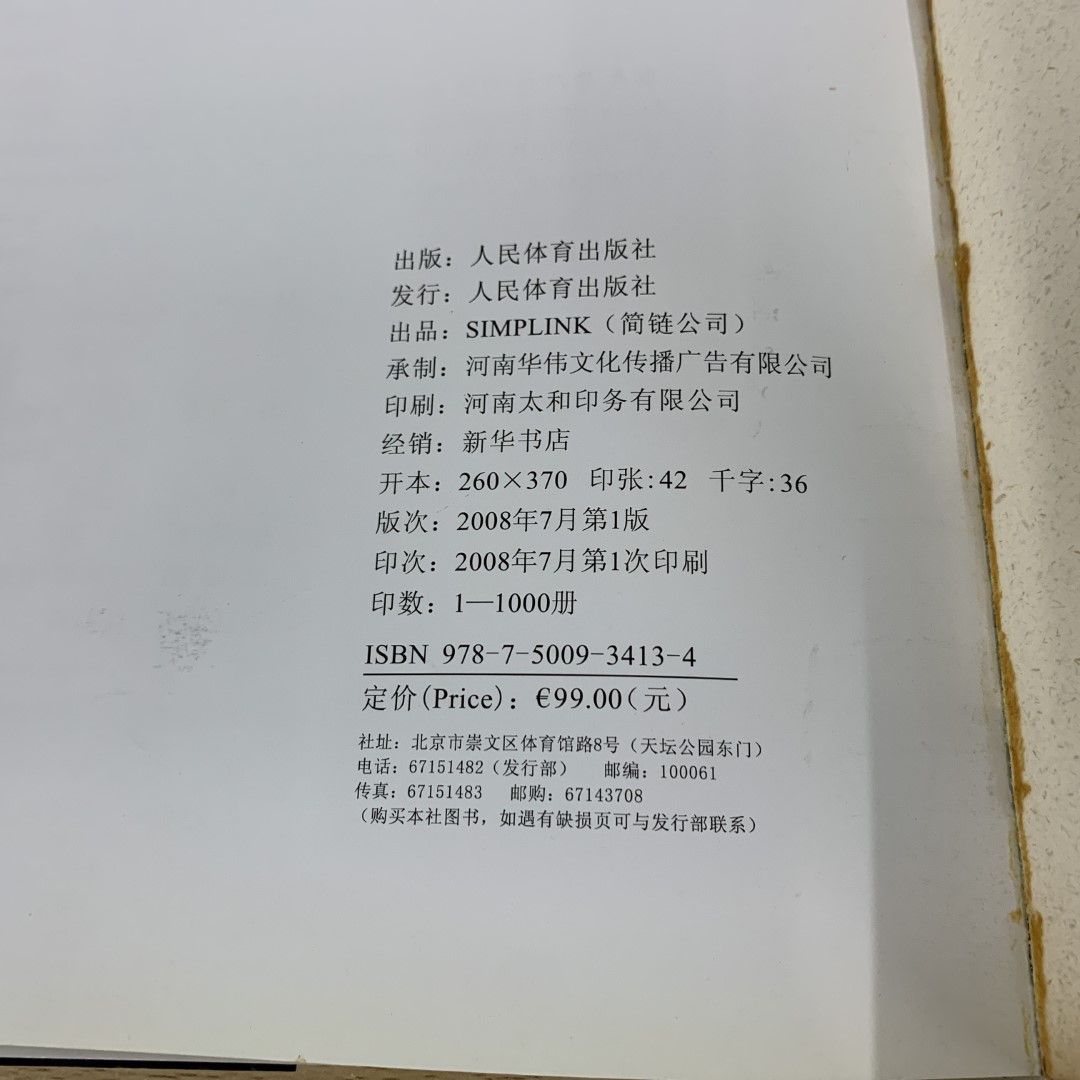 出版：人民体育出版社
发行：人民体育出版社
出品：SIMPLINK（简链公司）
承制：河南华伟文化传播广告有限公司
印刷：河南太和印务有限公司
经销：新华书店
开本：260×370 印张:42 千字:36
版次：2008年7月第1版
印次：2008年7月第1次印刷
印数：1—1000册
ISBN 978-7-5009-3413-4
定价(Price)：€99.00(元)
社址：北京市崇文区体育馆路8号（天坛公园东门）
电话：67151482（发行部） 邮编：100061
传真：67151483 邮购：67143708
（购买本社图书，如遇有缺损页可与发行部联系）